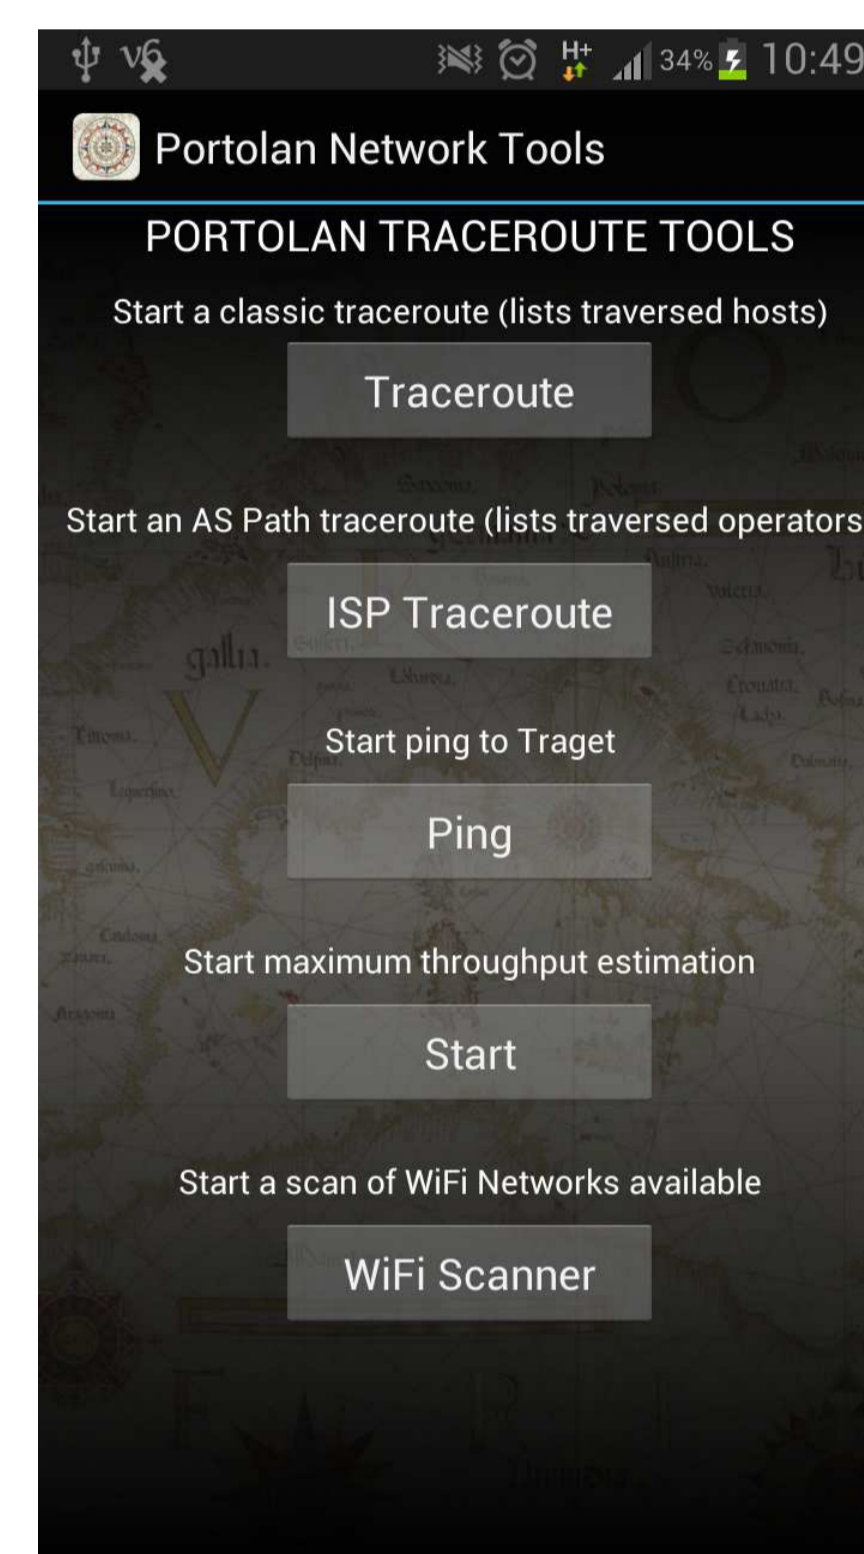 v6 H+ 34% 10:49
Portolan Network Tools
PORTOLAN TRACEROUTE TOOLS
Start a classic traceroute (lists traversed hosts)
Traceroute
Start an AS Path traceroute (lists traversed operators
ISP Traceroute
gallia.
Start ping to Traget
Ping
Start maximum throughput estimation
Start
Start a scan of WiFi Networks available
WiFi Scanner